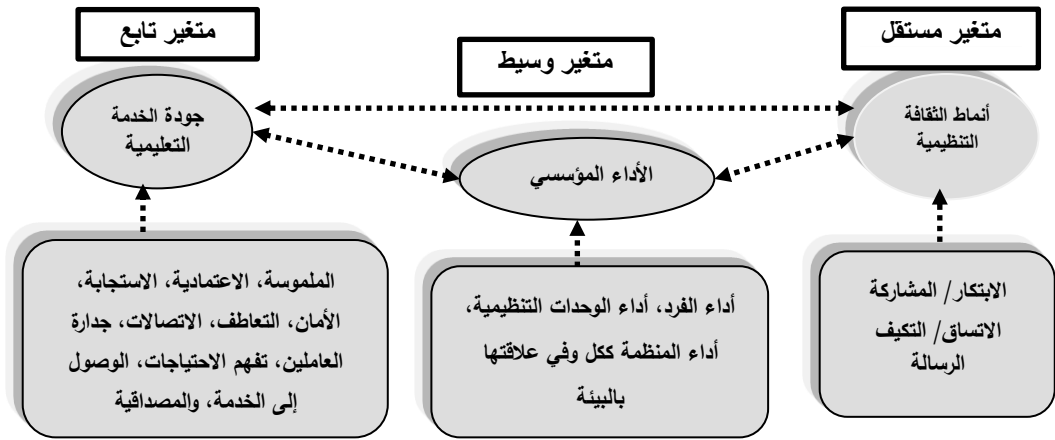 متغير مستقل
متغير وسيط
متغير تابع
أنماط الثقافة
التنظيمية
الأداء المؤسسي
جودة الخدمة
التعليمية
الابتكار/ المشاركة
الاتساق/ التكيف
الرسالة
أداء الفرد، أداء الوحدات التنظيمية،
أداء المنظمة ككل وفي علاقتها
بالبيئة
الملموسة، الاعتمادية، الاستجابة،
الأمان، التعاطف، الاتصالات، جدارة
العاملين، تفهم الاحتياجات، الوصول
إلى الخدمة، والمصداقية